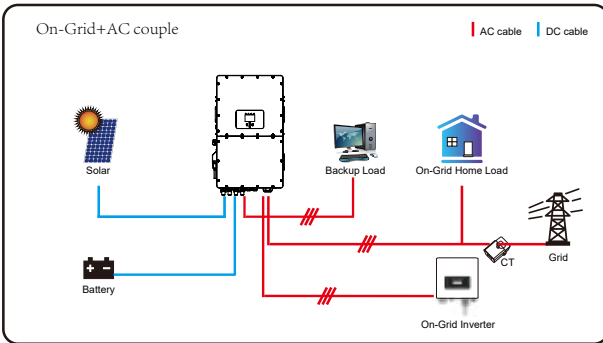 On-Grid+AC couple
AC cable
DC cable
Solar
Backup Load
On-Grid Home Load
CT
Grid
Battery
On-Grid Inverter